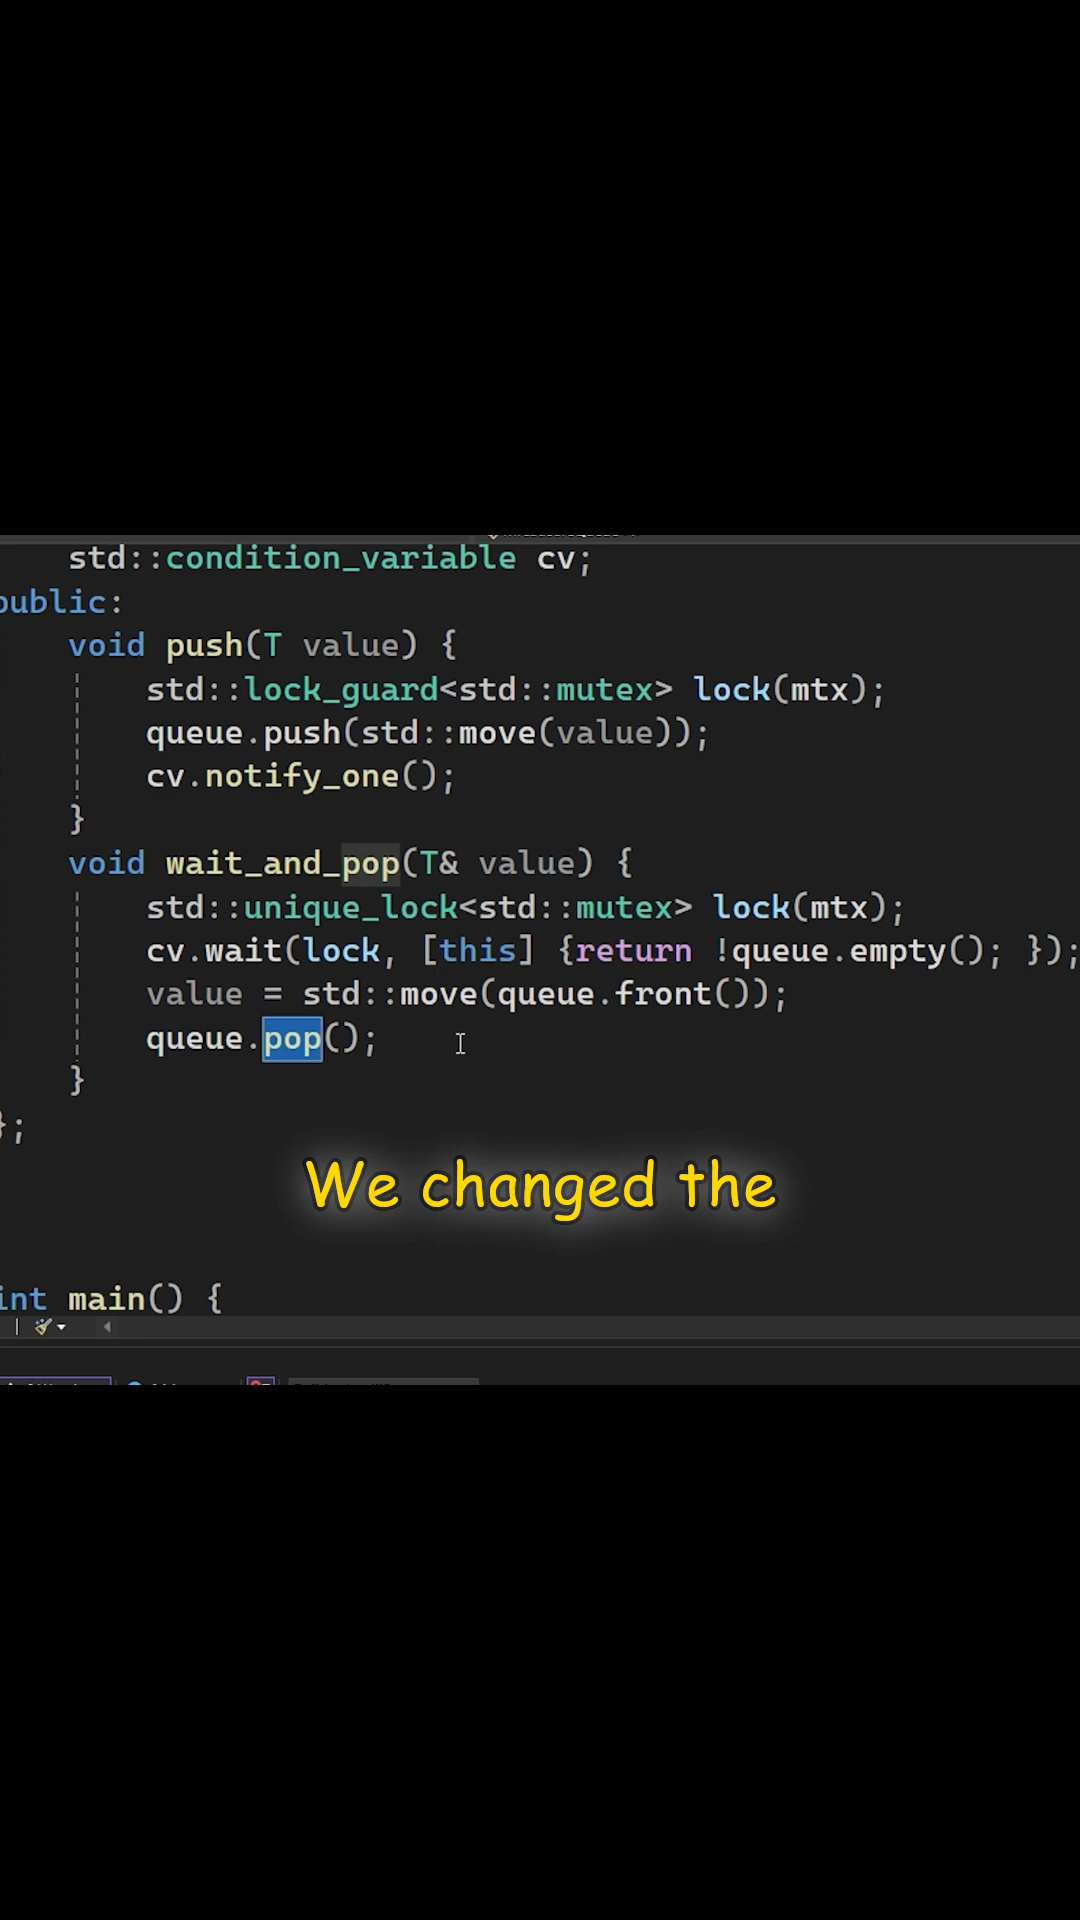 std::condition_variable cv;
public:
void push(T value) {
std::lock_guard<std::mutex> lock(mtx);
queue.push(std::move(value));
cv.notify_one();
}
void wait_and_pop(T& value) {
std::unique_lock<std::mutex> lock(mtx);
cv.wait(lock, [this] {return !queue.empty(); });
value = std::move(queue.front());
queue.pop();
}
};
We changed the
int main() {